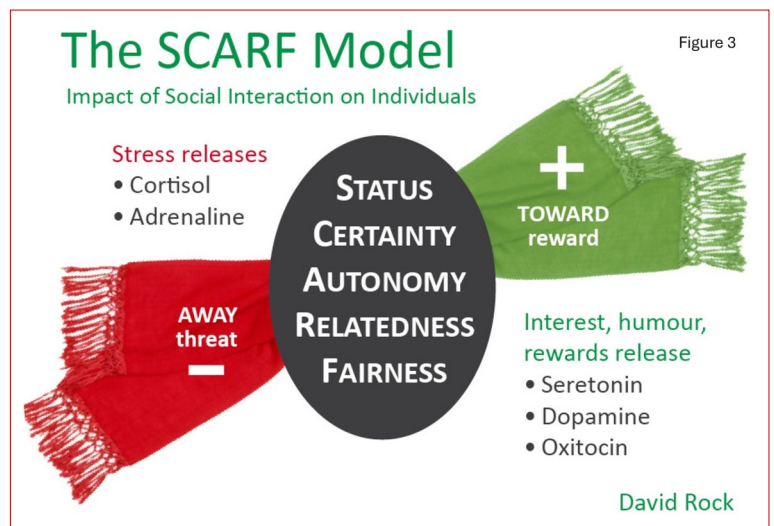 The SCARF Model
Figure 3
Impact of Social Interaction on Individuals
Stress releases
• Cortisol
• Adrenaline
STATUS
CERTAINTY
AUTONOMY
RELATEDNESS
FAIRNESS
+
TOWARD
reward
AWAY
threat
–
Interest, humour,
rewards release
• Seretonin
• Dopamine
• Oxitocin
David Rock